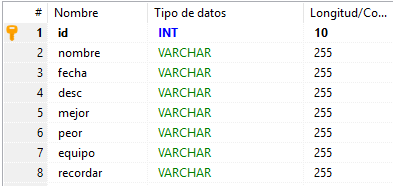 # Nombre Tipo de datos Longitud/Co...
1 id INT 10
2 nombre VARCHAR 255
3 fecha VARCHAR 255
4 desc VARCHAR 255
5 mejor VARCHAR 255
6 peor VARCHAR 255
7 equipo VARCHAR 255
8 recordar VARCHAR 255